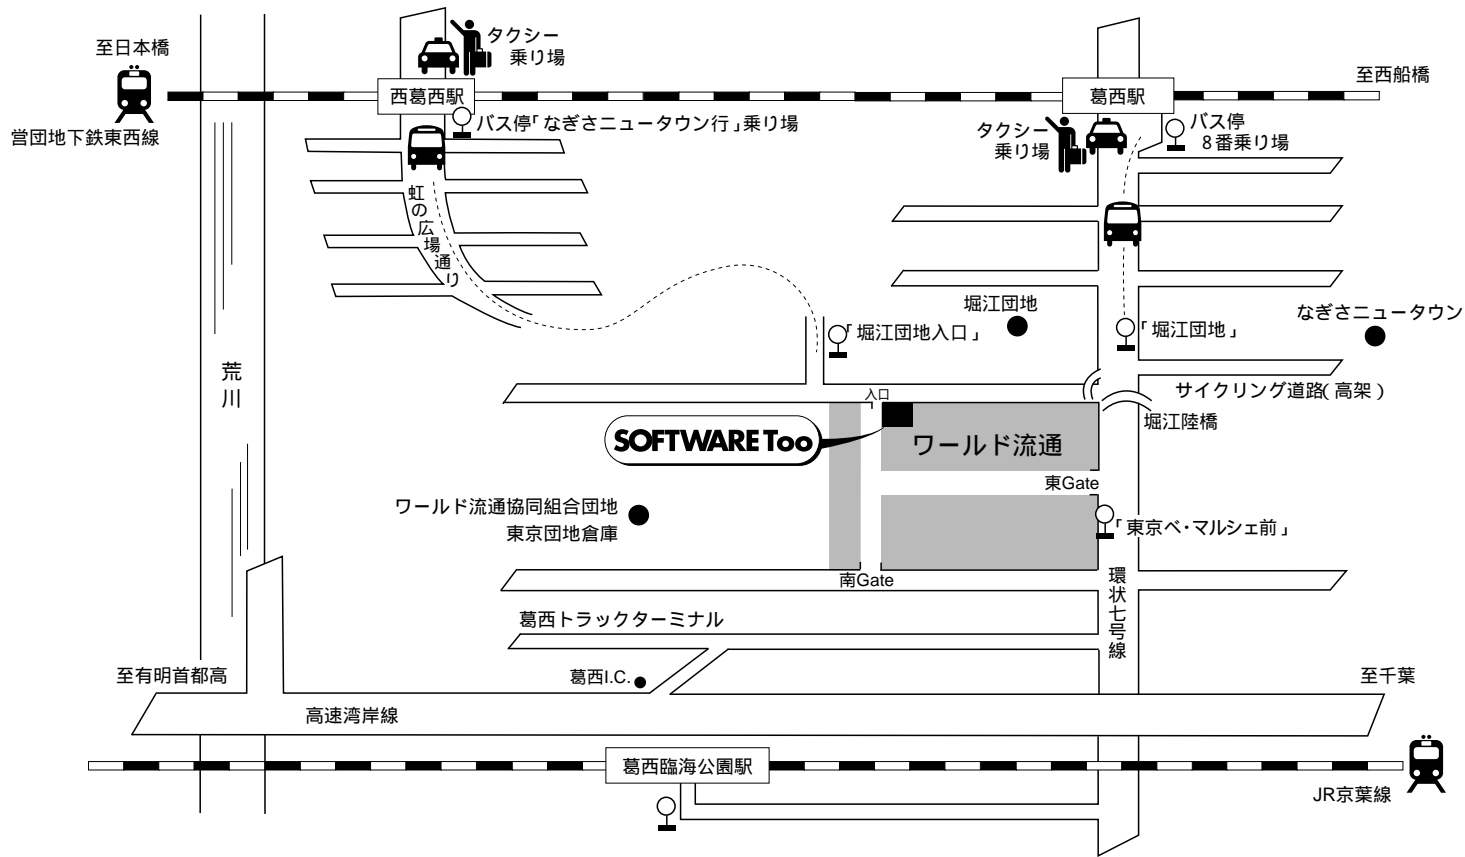 至日本橋
営団地下鉄東西線
タクシー
乗り場
西葛西駅
バス停「なぎさニュータウン行」乗り場
葛西駅
至西船橋
タクシー
乗り場
バス停
8番乗り場
虹の広場通り
荒川
堀江団地
「堀江団地入口」
「堀江団地」
なぎさニュータウン
サイクリング道路(高架)
堀江陸橋
入口
SOFTWARE Too
ワールド流通
東Gate
ワールド流通協同組合団地
東京団地倉庫
「東京ベ・マルシェ前」
南Gate
環状七号線
葛西トラックターミナル
葛西I.C.
至有明首都高
至千葉
高速湾岸線
葛西臨海公園駅
JR京葉線